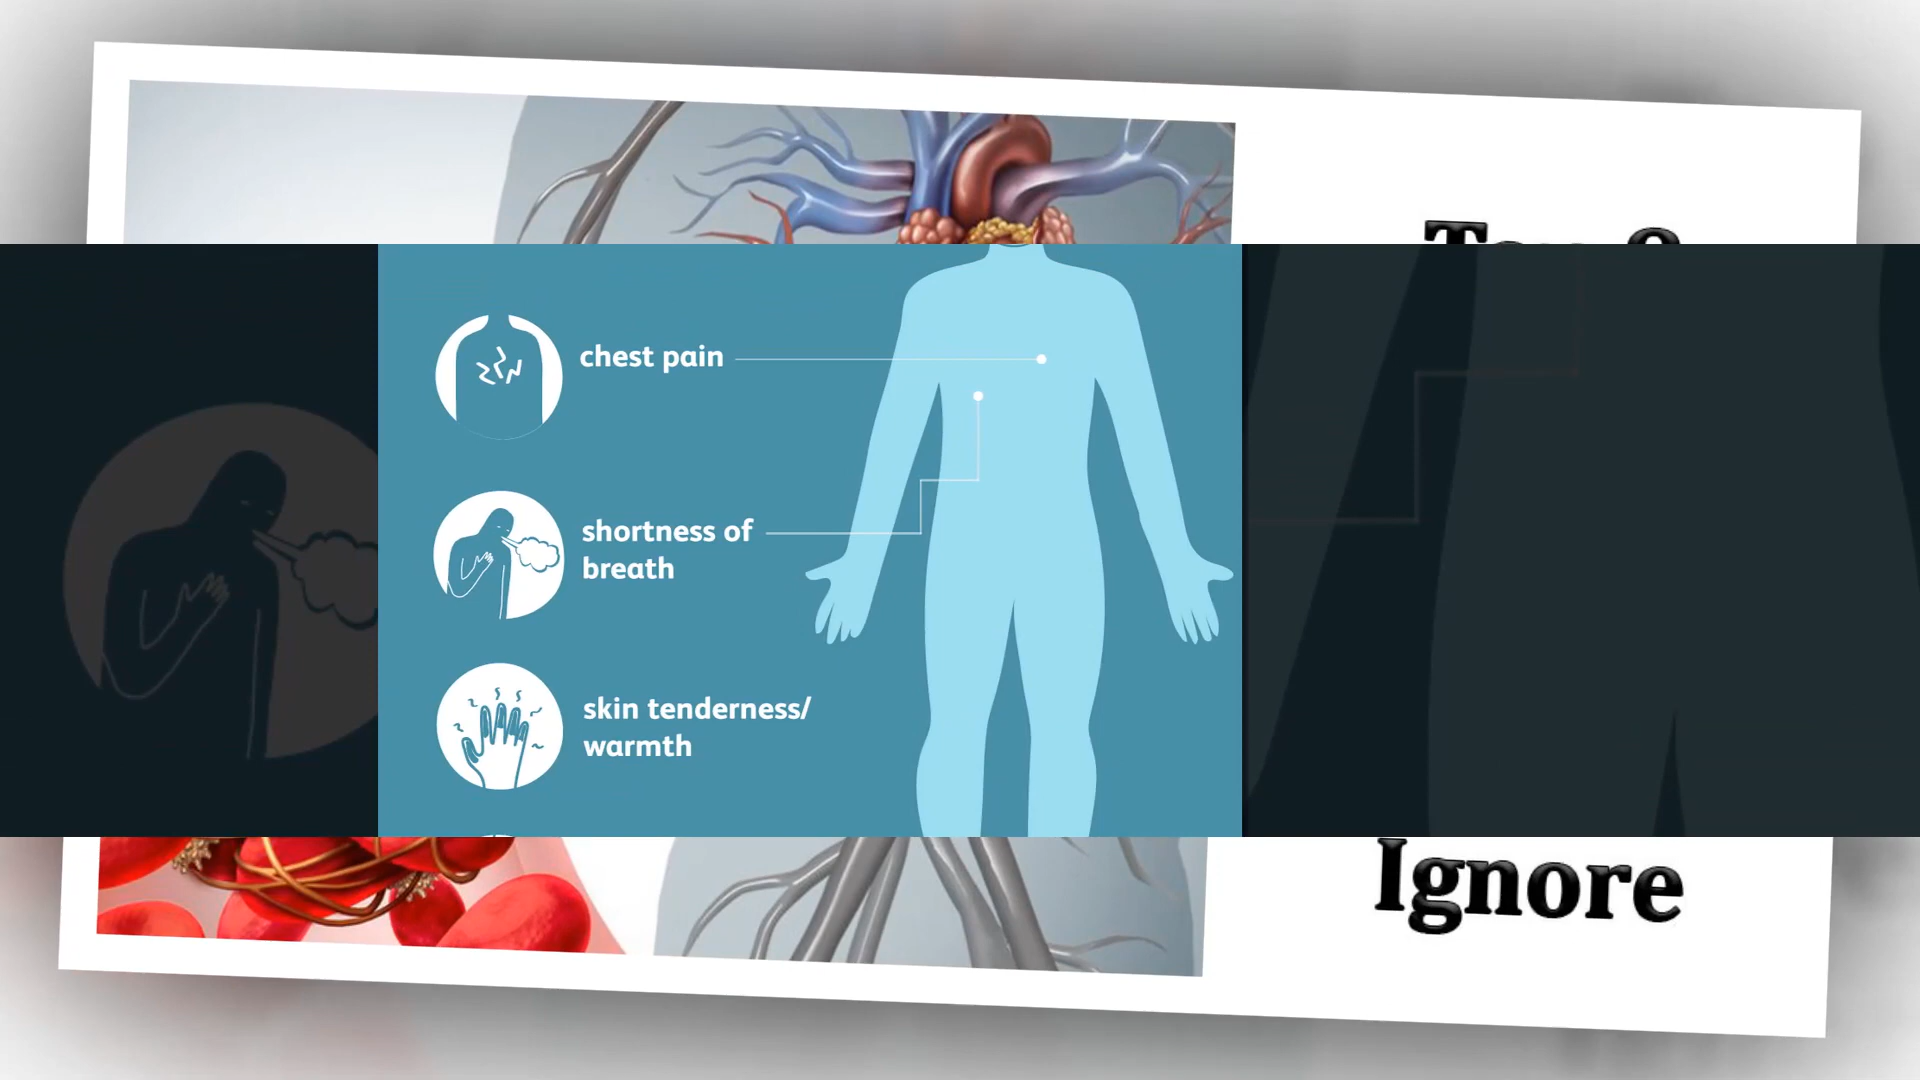 chest pain
shortness of
breath
skin tenderness/
warmth
Ignore